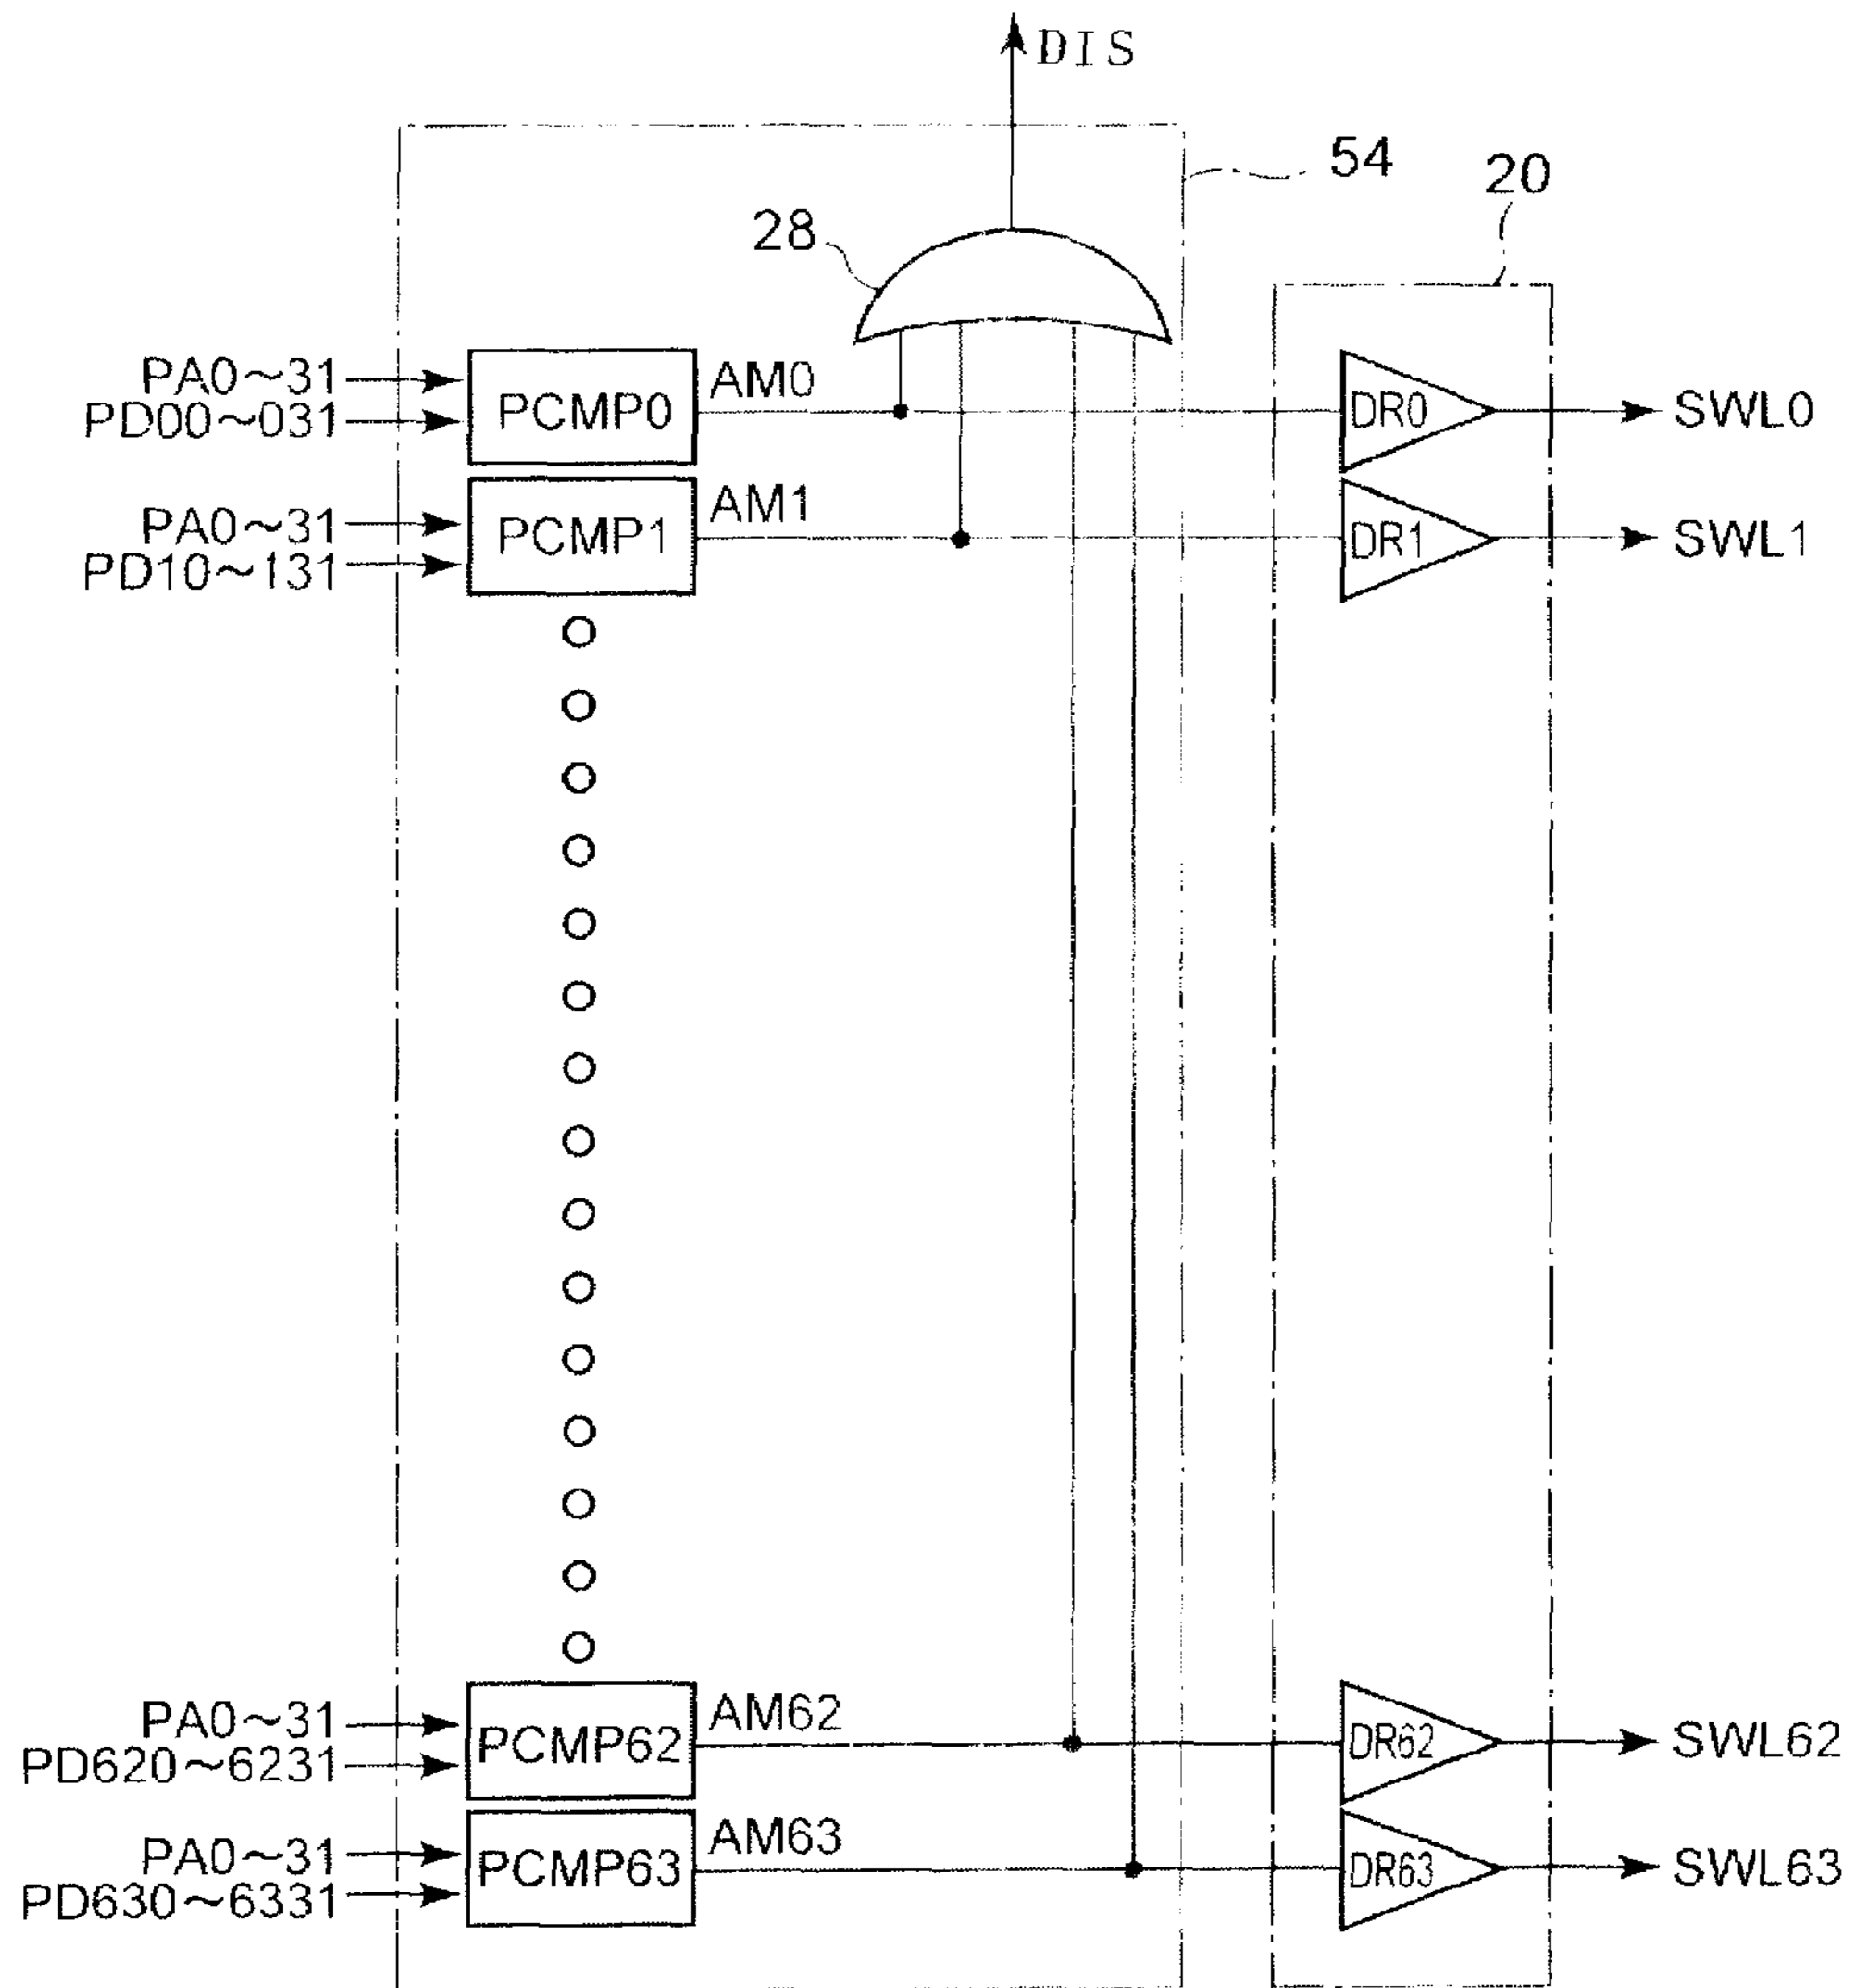 DIS
54
20
28
PA0～31
PD00～031
PCMP0
AM0
DR0
SWL0
PA0～31
PD10～131
PCMP1
AM1
DR1
SWL1
PA0～31
PD620～6231
PCMP62
AM62
DR62
SWL62
PA0～31
PD630～6331
PCMP63
AM63
DR63
SWL63